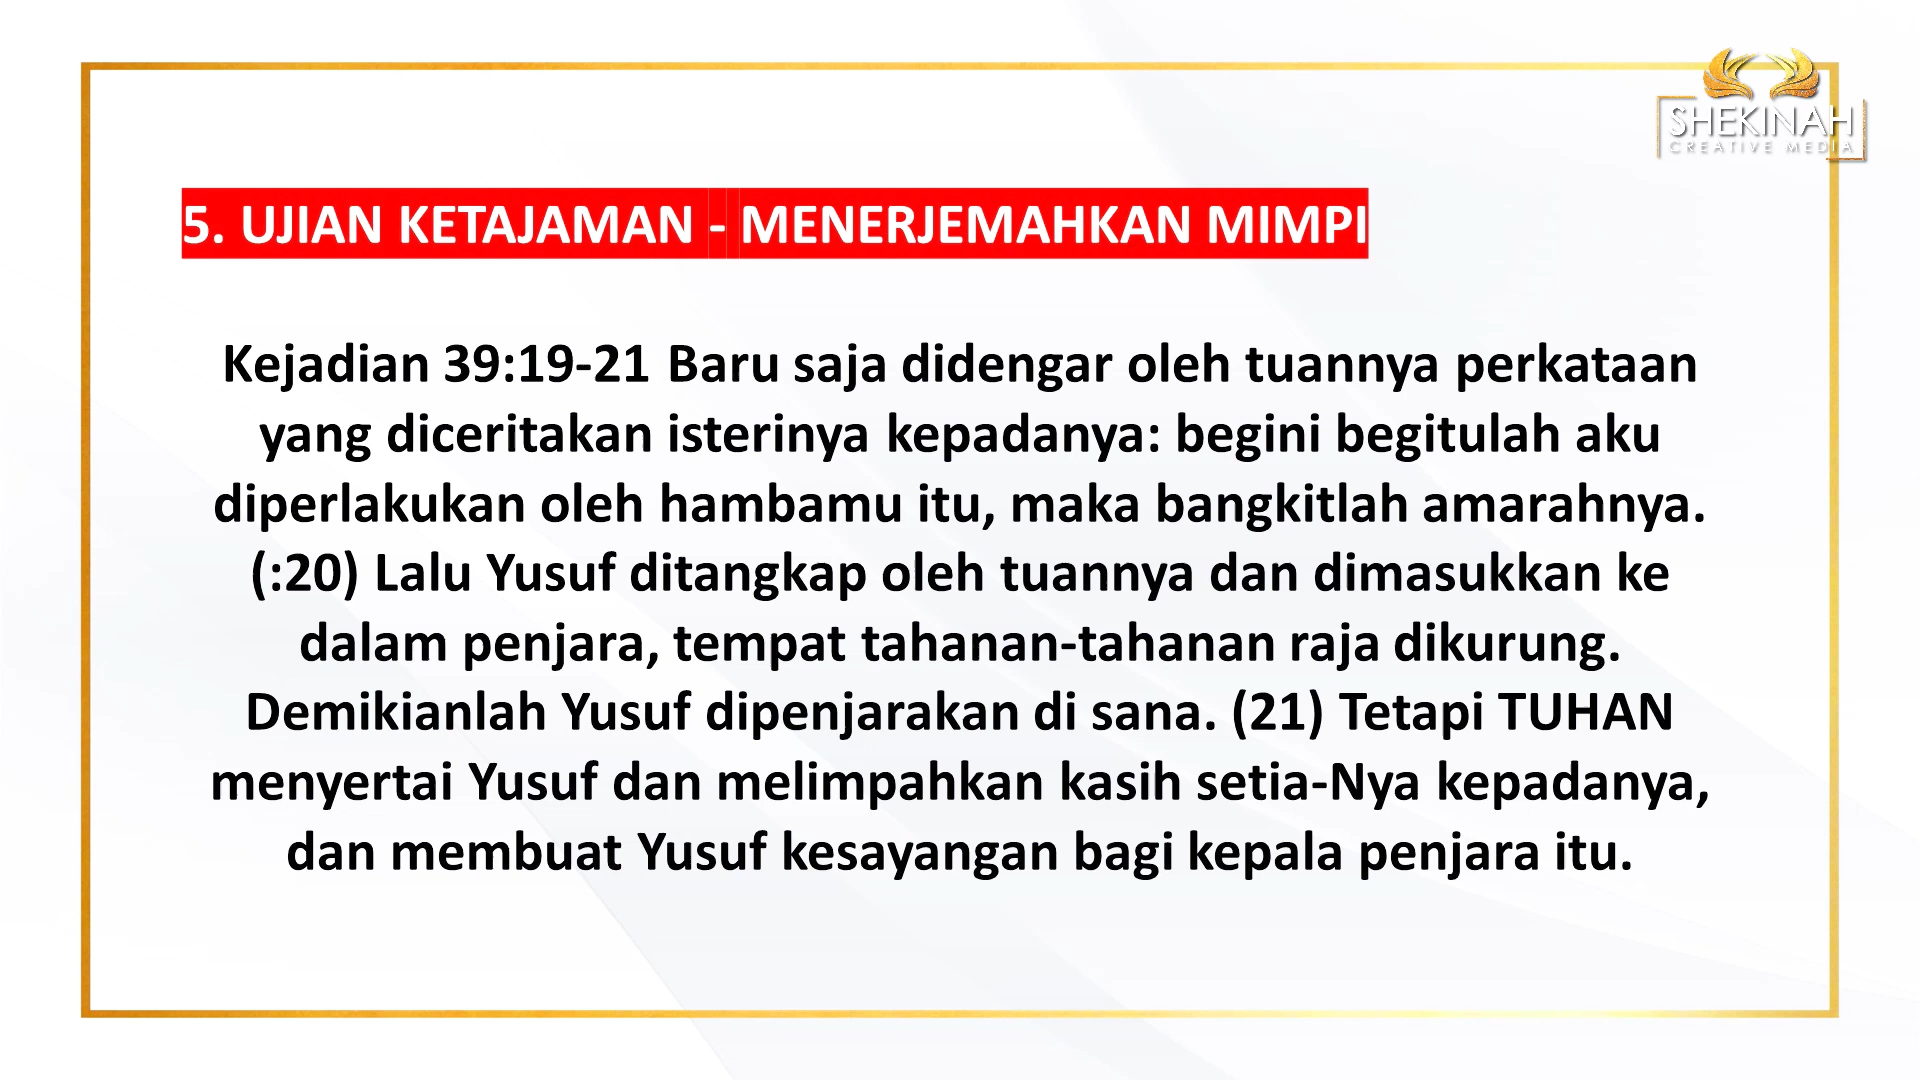 SHEKINAH
CREATIVE MEDIA
5. UJIAN KETAJAMAN - MENERJEMAHKAN MIMPI
Kejadian 39:19-21 Baru saja didengar oleh tuannya perkataan
yang diceritakan isterinya kepadanya: begini begitulah aku
diperlakukan oleh hambamu itu, maka bangkitlah amarahnya.
(:20) Lalu Yusuf ditangkap oleh tuannya dan dimasukkan ke
dalam penjara, tempat tahanan-tahanan raja dikurung.
Demikianlah Yusuf dipenjarakan di sana. (21) Tetapi TUHAN
menyertai Yusuf dan melimpahkan kasih setia-Nya kepadanya,
dan membuat Yusuf kesayangan bagi kepala penjara itu.